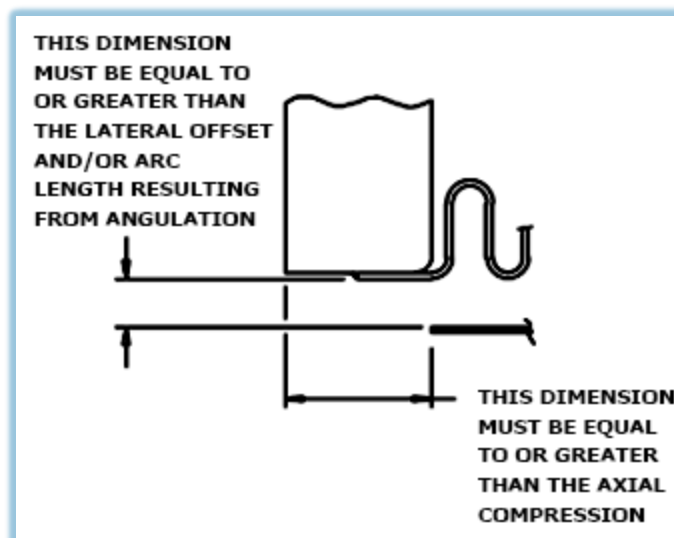 THIS DIMENSION
MUST BE EQUAL TO
OR GREATER THAN
THE LATERAL OFFSET
AND/OR ARC
LENGTH RESULTING
FROM ANGULATION
THIS DIMENSION
MUST BE EQUAL
TO OR GREATER
THAN THE AXIAL
COMPRESSION